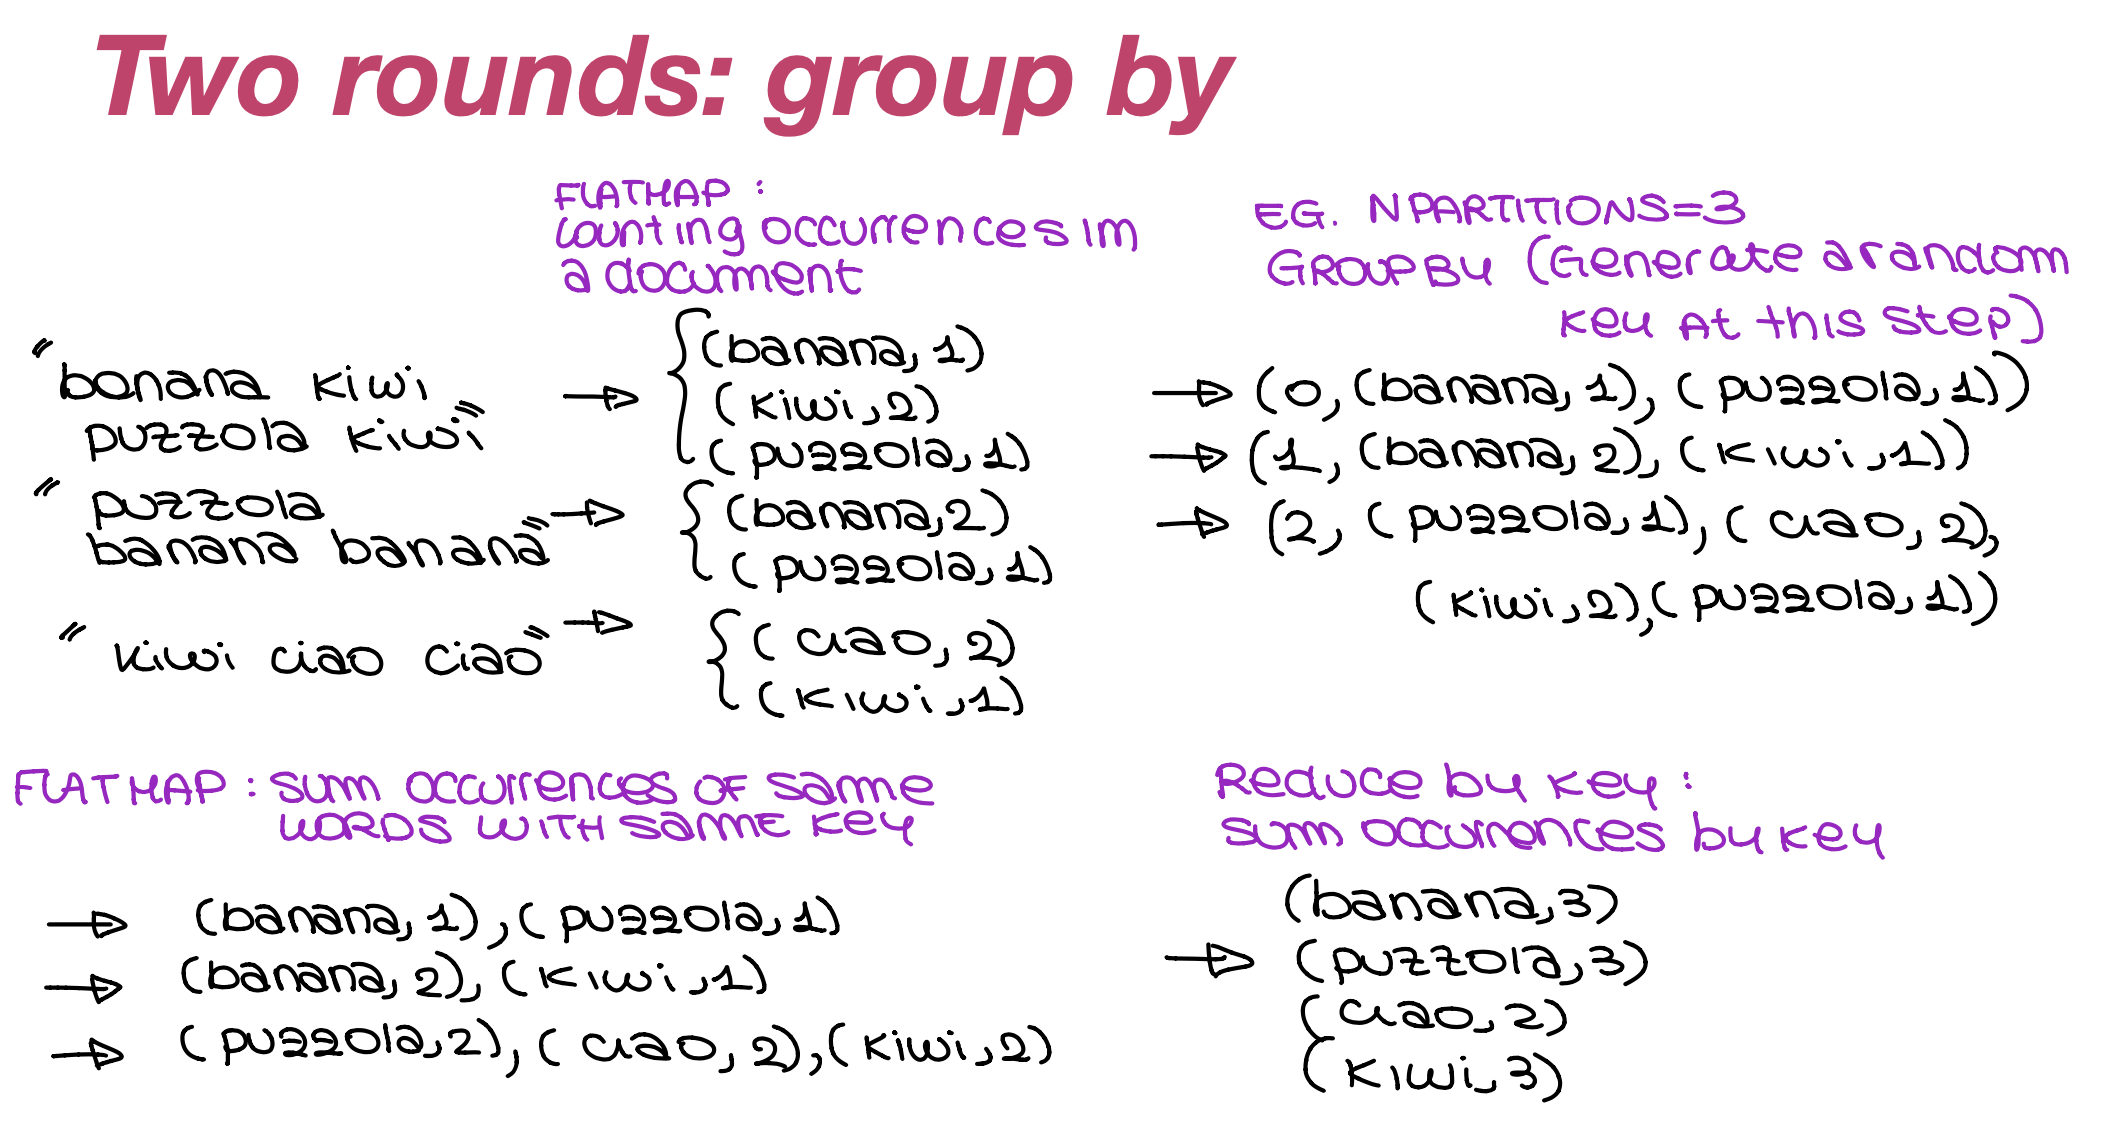 Two rounds: group by
FLATMAP :
counting occurrences im
a document
"banana kiwi
puzzola kiwi"
"puzzola
banana banana"
"kiwi ciao ciao"
→ {(banana, 1)
(kiwi, 2)
(puzzola, 1)
→ {(banana, 2)
(puzzola, 1)
→ {(ciao, 2)
(kiwi, 1)
EG. NPARTITIONS=3
GROUPBY (Generate a random
key at this step)
→ (0, (banana, 1), (puzzola, 1))
→ (1, (banana, 2), (kiwi, 1))
→ (2, (puzzola, 1), (ciao, 2),
(kiwi, 2), (puzzola, 1))
FLATMAP : sum occurrences of same
words with same key
→ (banana, 1), (puzzola, 1)
→ (banana, 2), (kiwi, 1)
→ (puzzola, 2), (ciao, 2), (kiwi, 2)
Reduce by key :
sum occurrences by key
(banana, 3)
→ (puzzola, 3)
(ciao, 2)
(kiwi, 3)